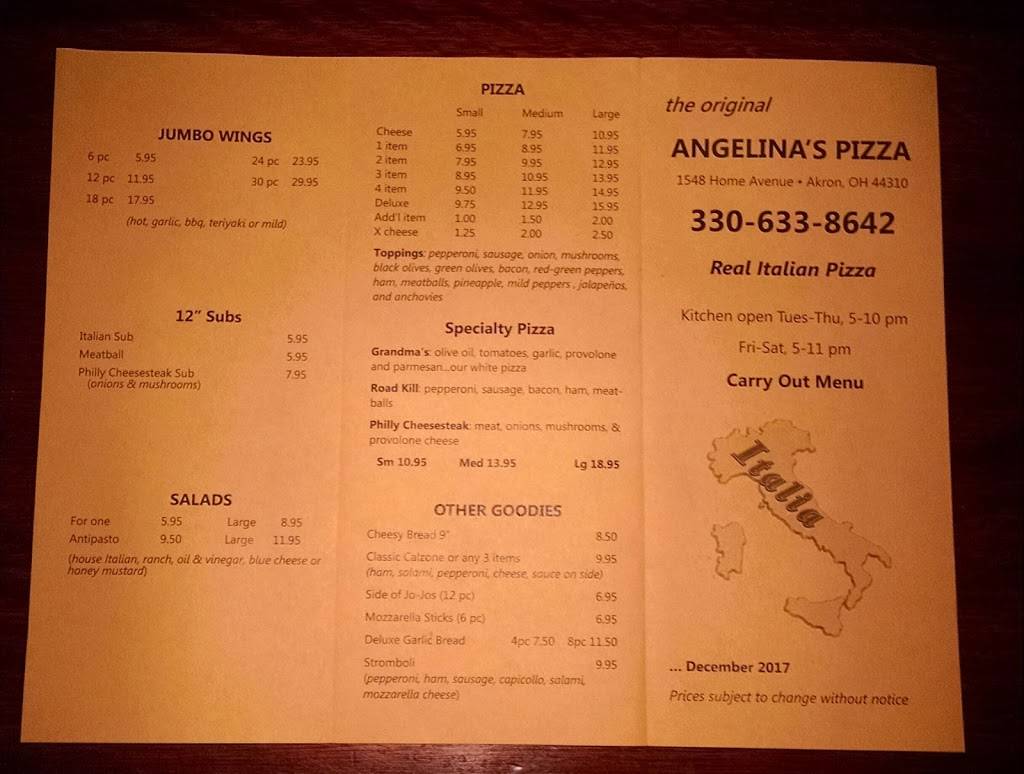 JUMBO WINGS
6 pc 5.95 24 pc 23.95
12 pc 11.95 30 pc 29.95
18 pc 17.95
(hot, garlic, bbq, teriyaki or mild)
12” Subs
Italian Sub 5.95
Meatball 5.95
Philly Cheesesteak Sub 7.95
(onions & mushrooms)
SALADS
For one 5.95 Large 8.95
Antipasto 9.50 Large 11.95
(house Italian, ranch, oil & vinegar, blue cheese or
honey mustard)
PIZZA
Small Medium Large
Cheese 5.95 7.95 10.95
1 item 6.95 8.95 11.95
2 item 7.95 9.95 12.95
3 item 8.95 10.95 13.95
4 item 9.50 11.95 14.95
Deluxe 9.75 12.95 15.95
Add'l item 1.00 1.50 2.00
X cheese 1.25 2.00 2.50
Toppings: pepperoni, sausage, onion, mushrooms,
black olives, green olives, bacon, red-green peppers,
ham, meatballs, pineapple, mild peppers , jalapeños,
and anchovies
Specialty Pizza
Grandma's: olive oil, tomatoes, garlic, provolone
and parmesan...our white pizza
Road Kill: pepperoni, sausage, bacon, ham, meat-
balls
Philly Cheesesteak: meat, onions, mushrooms, &
provolone cheese
Sm 10.95 Med 13.95 Lg 18.95
OTHER GOODIES
Cheesy Bread 9" 8.50
Classic Calzone or any 3 items 9.95
(ham, salami, pepperoni, cheese, sauce on side)
Side of Jo-Jos (12 pc) 6.95
Mozzarella Sticks (6 pc) 6.95
Deluxe Garlic Bread 4pc 7.50 8pc 11.50
Stromboli 9.95
(pepperoni, ham, sausage, capicollo, salami,
mozzarella cheese)
the original
ANGELINA'S PIZZA
1548 Home Avenue • Akron, OH 44310
330-633-8642
Real Italian Pizza
Kitchen open Tues-Thu, 5-10 pm
Fri-Sat, 5-11 pm
Carry Out Menu
Italia
... December 2017
Prices subject to change without notice